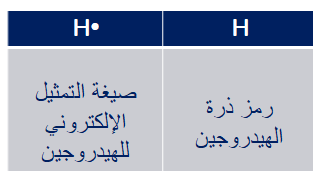 H
H•
رمز ذرة
الهيدروجين
صيغة التمثيل
الإلكتروني
للهيدروجين